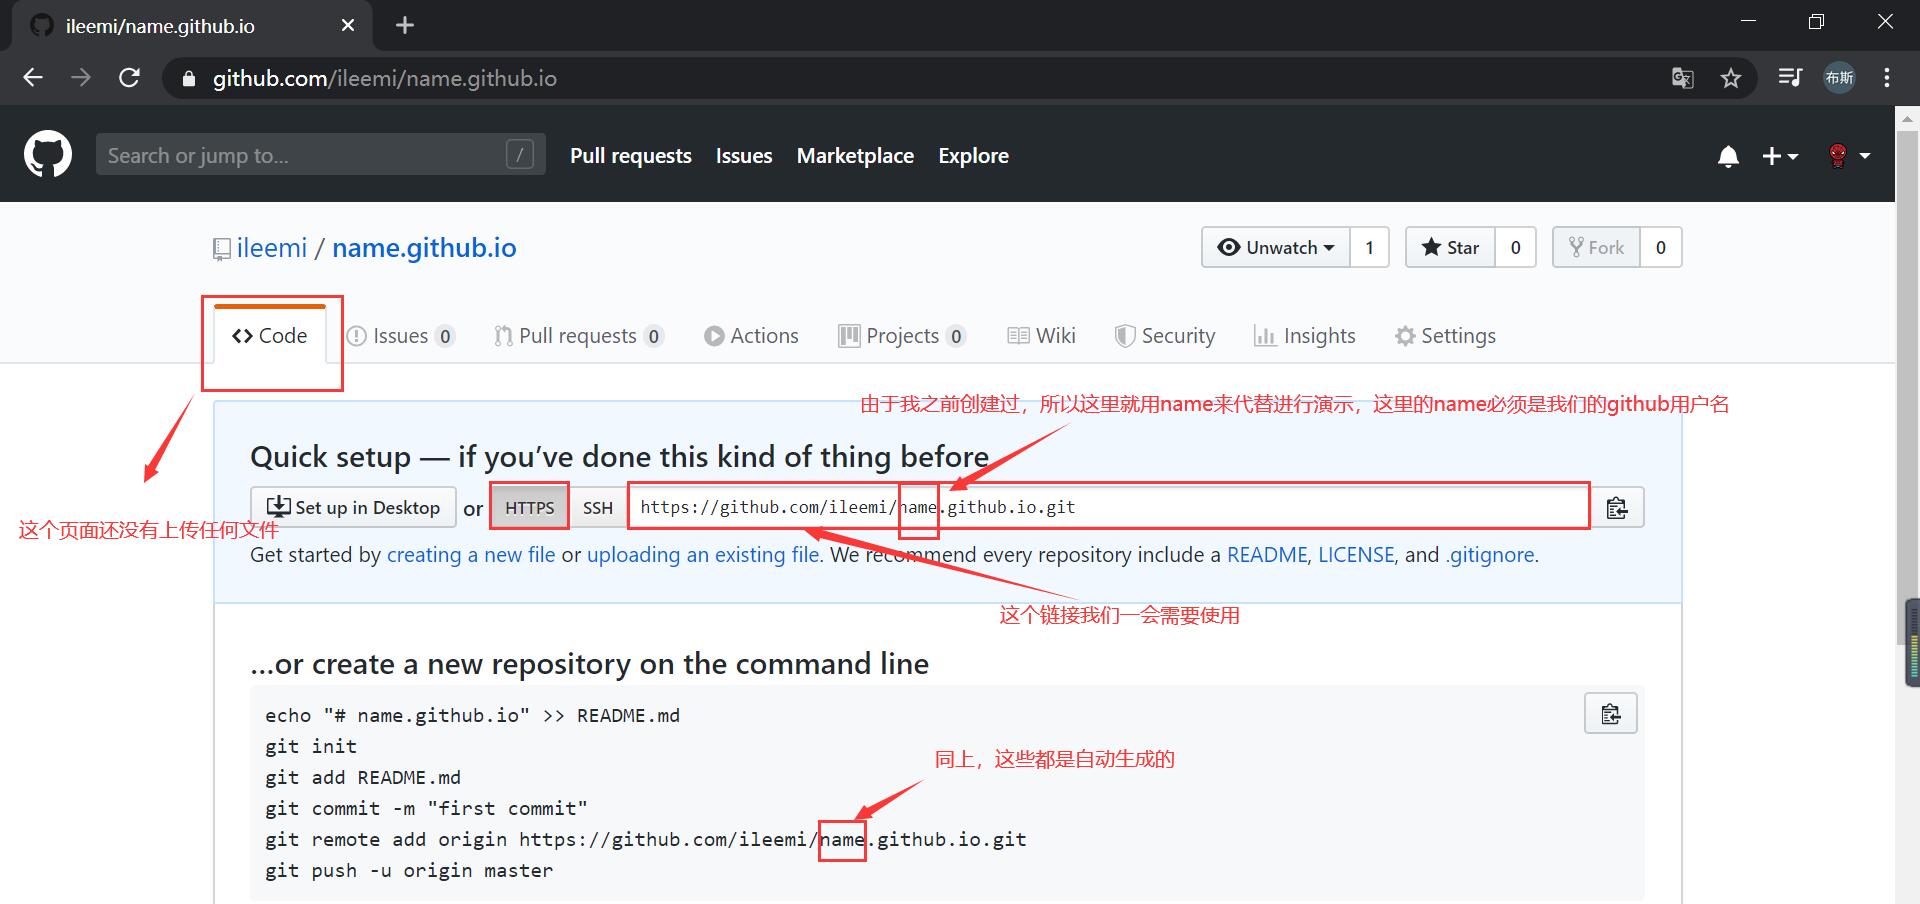 ileemi/name.github.io
github.com/ileemi/name.github.io
布斯
Search or jump to...
/
Pull requests
Issues
Marketplace
Explore
ileemi / name.github.io
Unwatch 1
Star 0
Fork 0
Code
Issues 0
Pull requests 0
Actions
Projects 0
Wiki
Security
Insights
Settings
由于我之前创建过，所以这里就用name来代替进行演示，这里的name必须是我们的github用户名
Quick setup — if you’ve done this kind of thing before
Set up in Desktop or HTTPS SSH https://github.com/ileemi/name.github.io.git
这个页面还没有上传任何文件
Get started by creating a new file or uploading an existing file. We recommend every repository include a README, LICENSE, and .gitignore.
这个链接我们一会需要使用
…or create a new repository on the command line
echo "# name.github.io" >> README.md
git init
git add README.md
同上，这些都是自动生成的
git commit -m "first commit"
git remote add origin https://github.com/ileemi/name.github.io.git
git push -u origin master